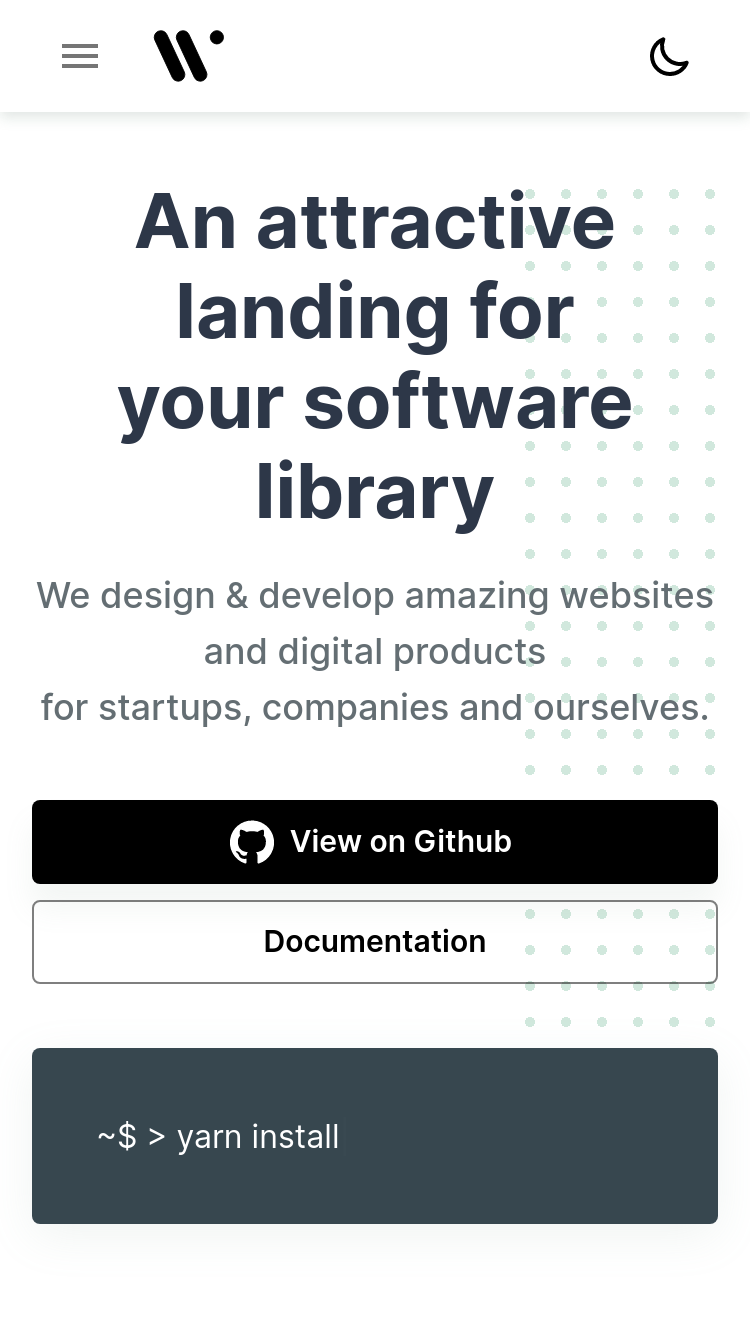 An attractive
landing for
your software
library
We design & develop amazing websites
and digital products
for startups, companies and ourselves.
View on Github
Documentation
~$ > yarn install